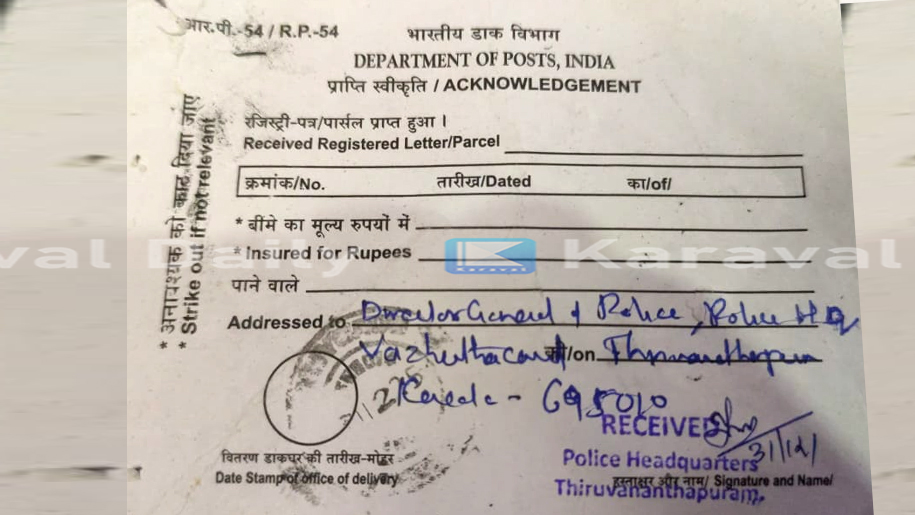 आर.पी.-54 / R.P.-54
भारतीय डाक विभाग
DEPARTMENT OF POSTS, INDIA
प्राप्ति स्वीकृति / ACKNOWLEDGEMENT
* अनावश्यक को काट दिया जाए
* Strike out if not relevant
रजिस्ट्री-पत्र/पार्सल प्राप्त हुआ।
Received Registered Letter/Parcel
क्रमांक/No. तारीख/Dated का/of/
* बीमे का मूल्य रुपयों में
* Insured for Rupees
val Daily Karaval
पाने वाले
Addressed to Director General of Police, Police HQ
Vazhuthacaud को/on Thiruvananthapuram
Kerala - 695010
RECEIVED
31/12/
वितरण डाकघर की तारीख-मोहर Police Headquarters
Date Stamp of office of delivery हस्ताक्षर और नाम/ Signature and Name/
Thiruvananthapuram.